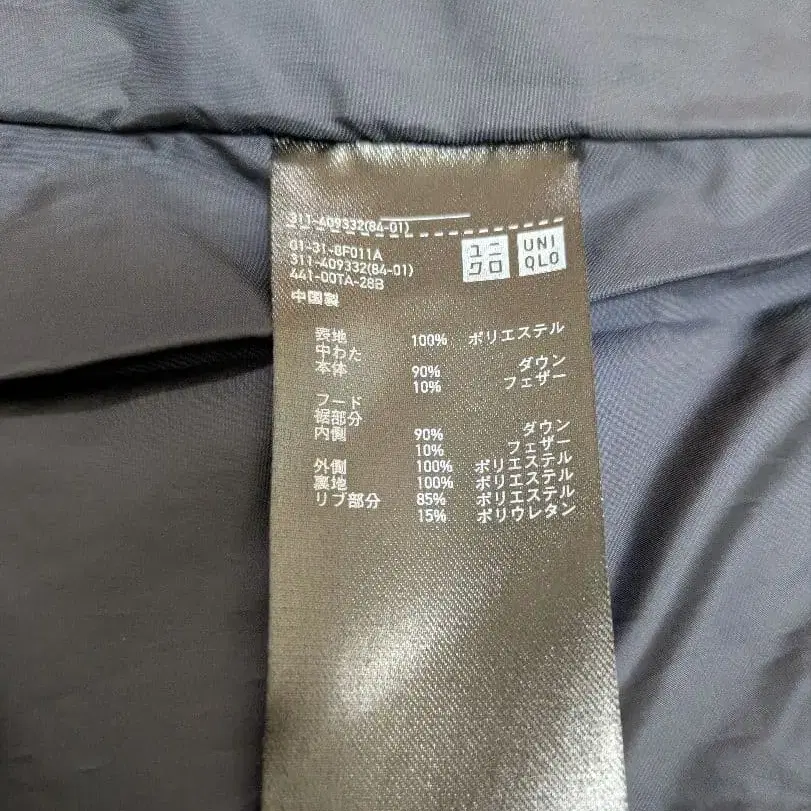 311-409332(84-01)
ユニクロ UNIQLO
01-31-BF011A
311-409332(84-01)
441-00TA-28B
中国製
表地 100% ポリエステル
中わた
本体 90% ダウン
10% フェザー
フード
裾部分
内側 90% ダウン
10% フェザー
外側 100% ポリエステル
裏地 100% ポリエステル
リブ部分 85% ポリエステル
15% ポリウレタン